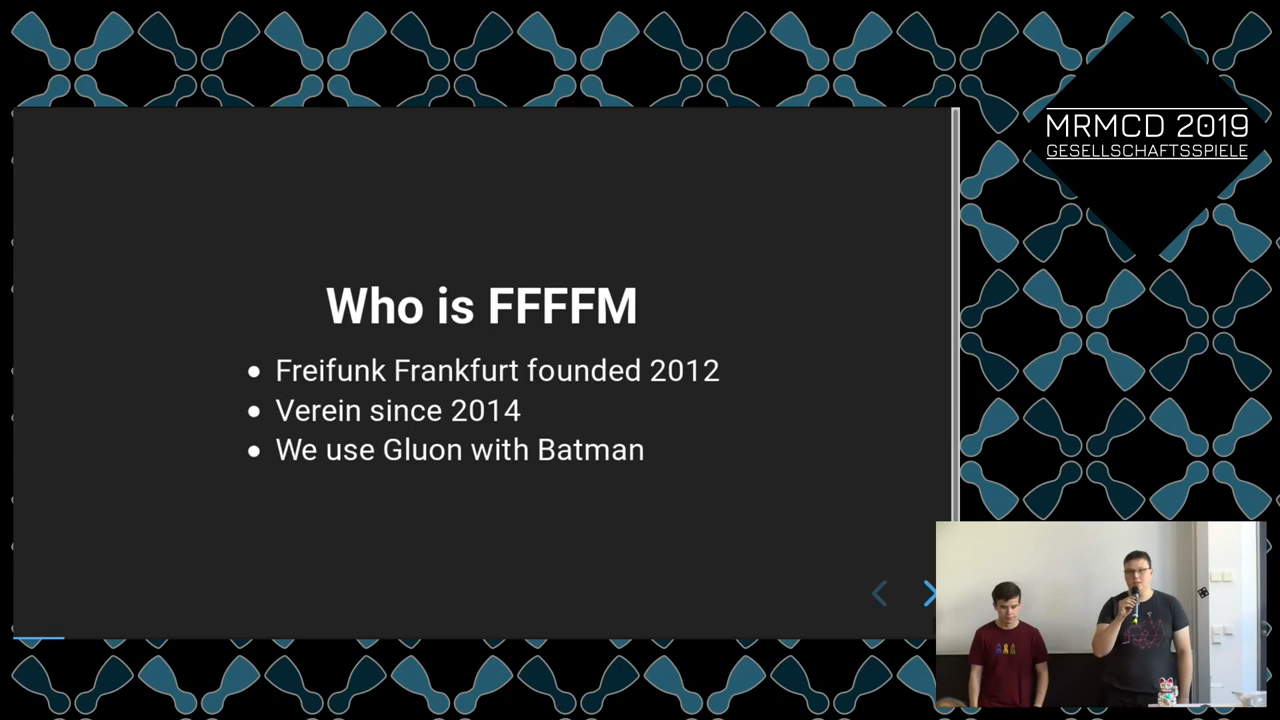 MRMCD 2019
GESELLSCHAFTSSPIELE
Who is FFFFM
Freifunk Frankfurt founded 2012
Verein since 2014
We use Gluon with Batman